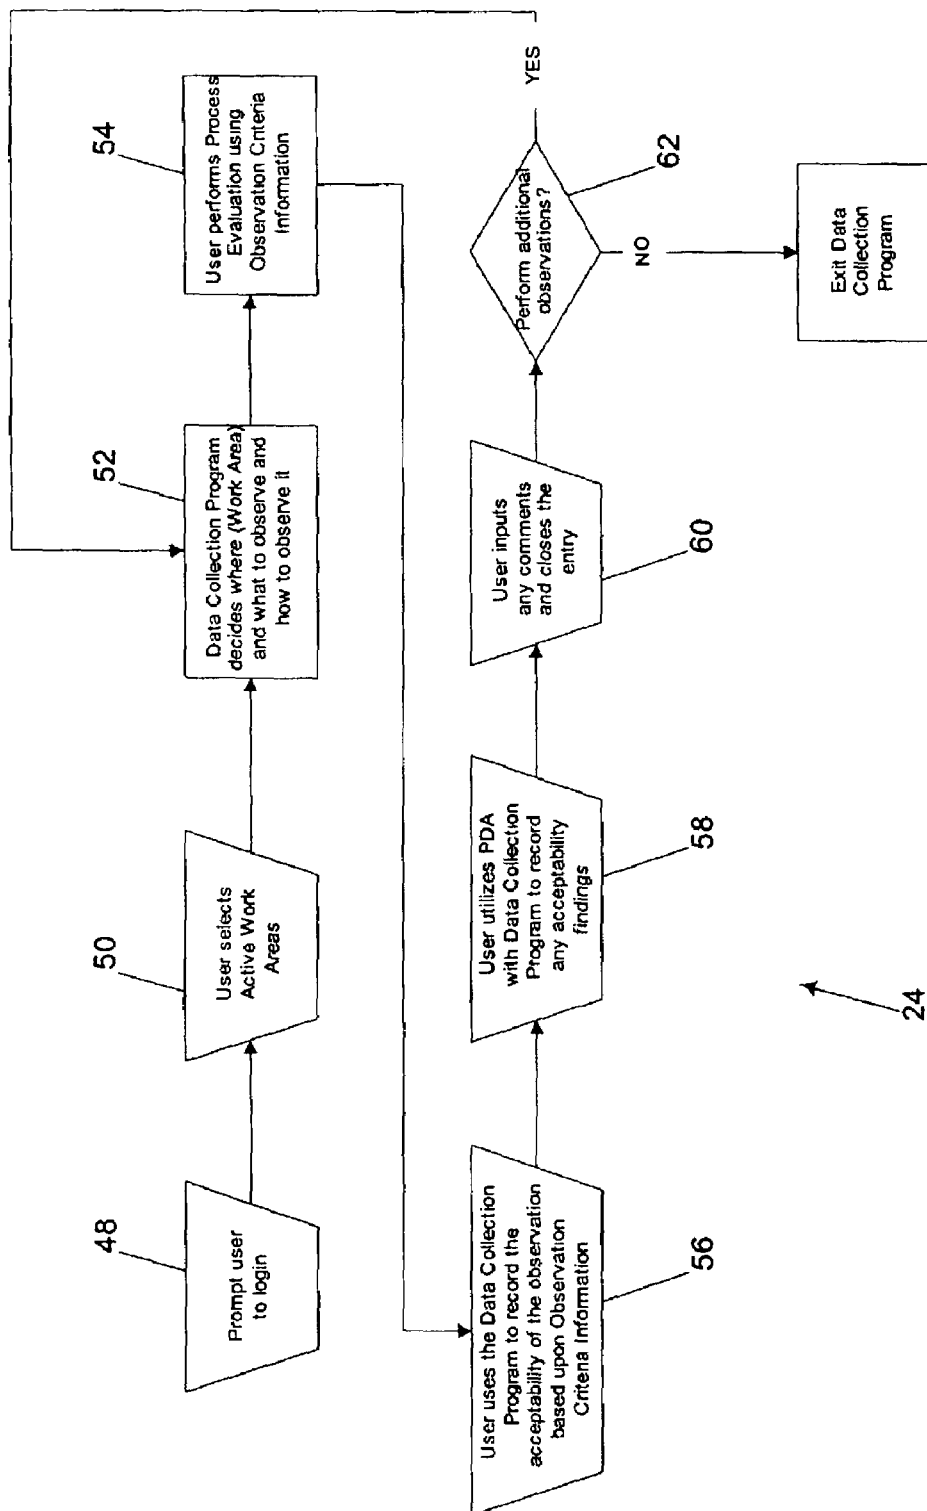 48
Prompt user
to login
50
User selects
Active Work
Areas
52
Data Collection Program
decides where (Work Area)
and what to observe and
how to observe it
54
User performs Process
Evaluation using
Observation Criteria
Information
User uses the Data Collection
Program to record the
acceptability of the observation
based upon Observation
Criteria Information
56
User utilizes PDA
with Data Collection
Program to record
any acceptability
findings
58
User inputs
any comments
and closes the
entry
60
Perform additional
observations?
62
YES
NO
Exit Data
Collection
Program
24